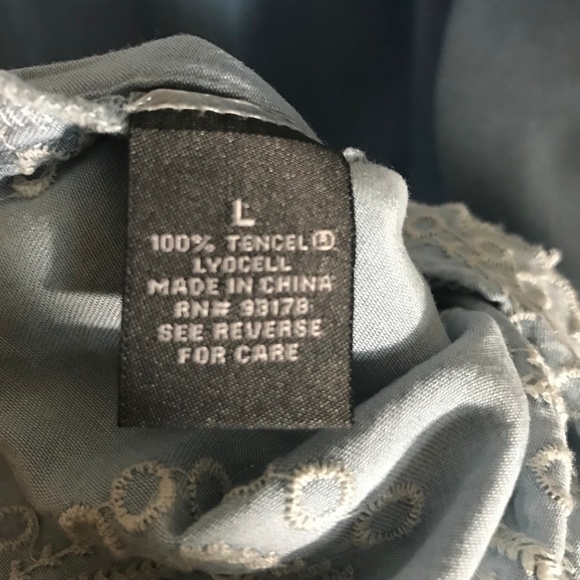 L
100% TENCEL®
LYOCELL
MADE IN CHINA
RN# 93178
SEE REVERSE
FOR CARE